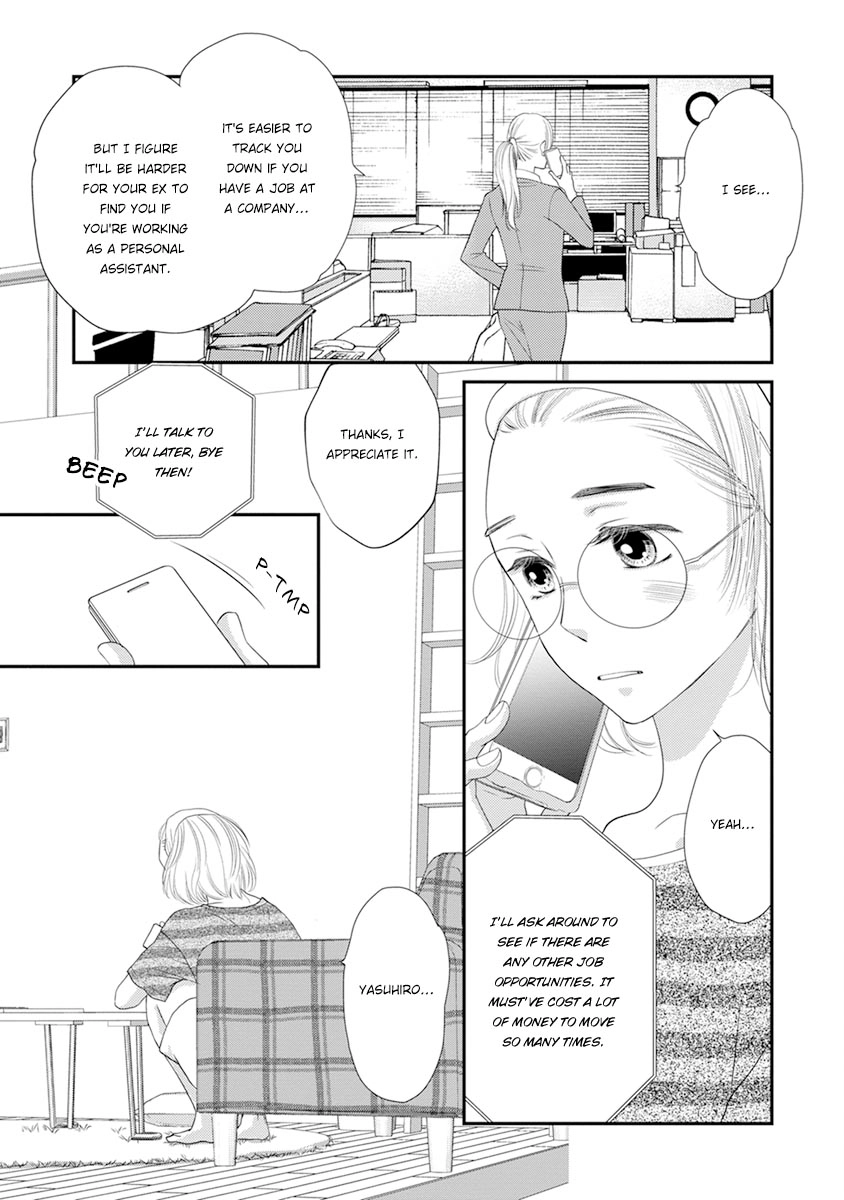 I SEE...
IT'S EASIER TO
TRACK YOU
DOWN IF YOU
HAVE A JOB AT
A COMPANY...
BUT I FIGURE
IT'LL BE HARDER
FOR YOUR EX TO
FIND YOU IF
YOU'RE WORKING
AS A PERSONAL
ASSISTANT.
YEAH...
I'LL ASK AROUND TO
SEE IF THERE ARE
ANY OTHER JOB
OPPORTUNITIES. IT
MUST'VE COST A LOT
OF MONEY TO MOVE
SO MANY TIMES.
THANKS, I
APPRECIATE IT.
I'LL TALK TO
YOU LATER, BYE
THEN!
BEEP
P-TMP
YASUHIRO...